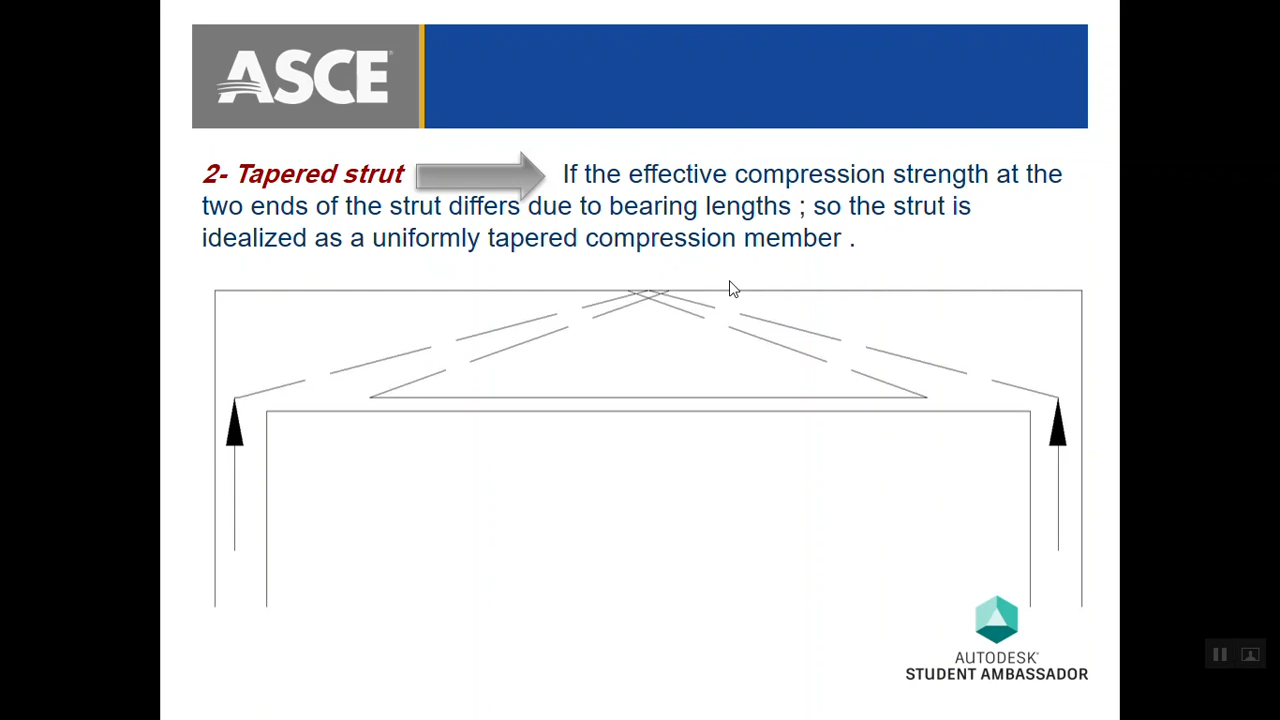 ASCE
2- Tapered strut If the effective compression strength at the
two ends of the strut differs due to bearing lengths ; so the strut is
idealized as a uniformly tapered compression member .
AUTODESK®
STUDENT AMBASSADOR